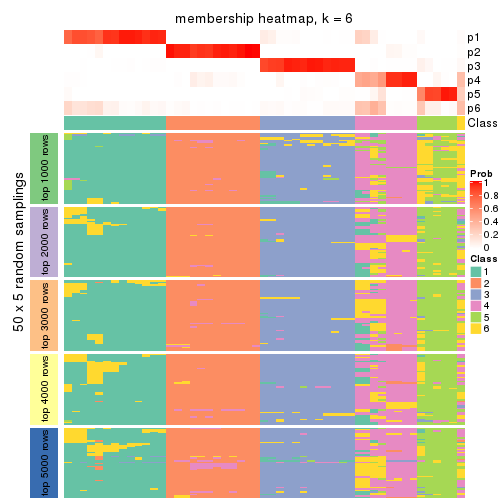 membership heatmap, k = 6
p1
p2
p3
p4
p5
p6
Class
50 x 5 random samplings
top 1000 rows
top 2000 rows
top 3000 rows
top 4000 rows
top 5000 rows
Prob
1
0.8
0.6
0.4
0.2
0
Class
1
2
3
4
5
6